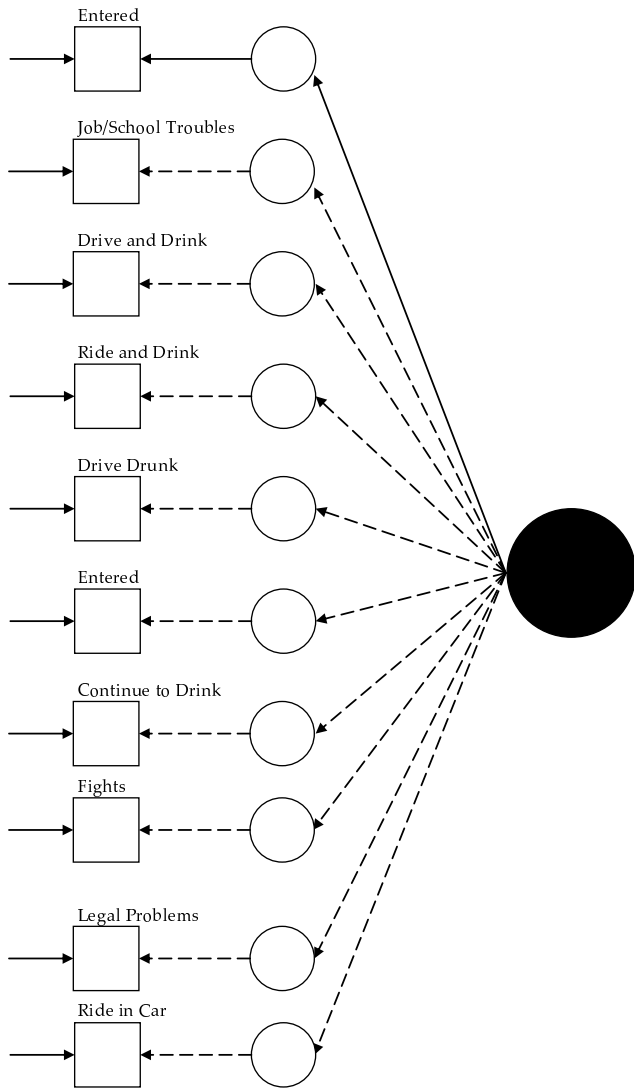 Entered
Job/School Troubles
Drive and Drink
Ride and Drink
Drive Drunk
Entered
Continue to Drink
Fights
Legal Problems
Ride in Car